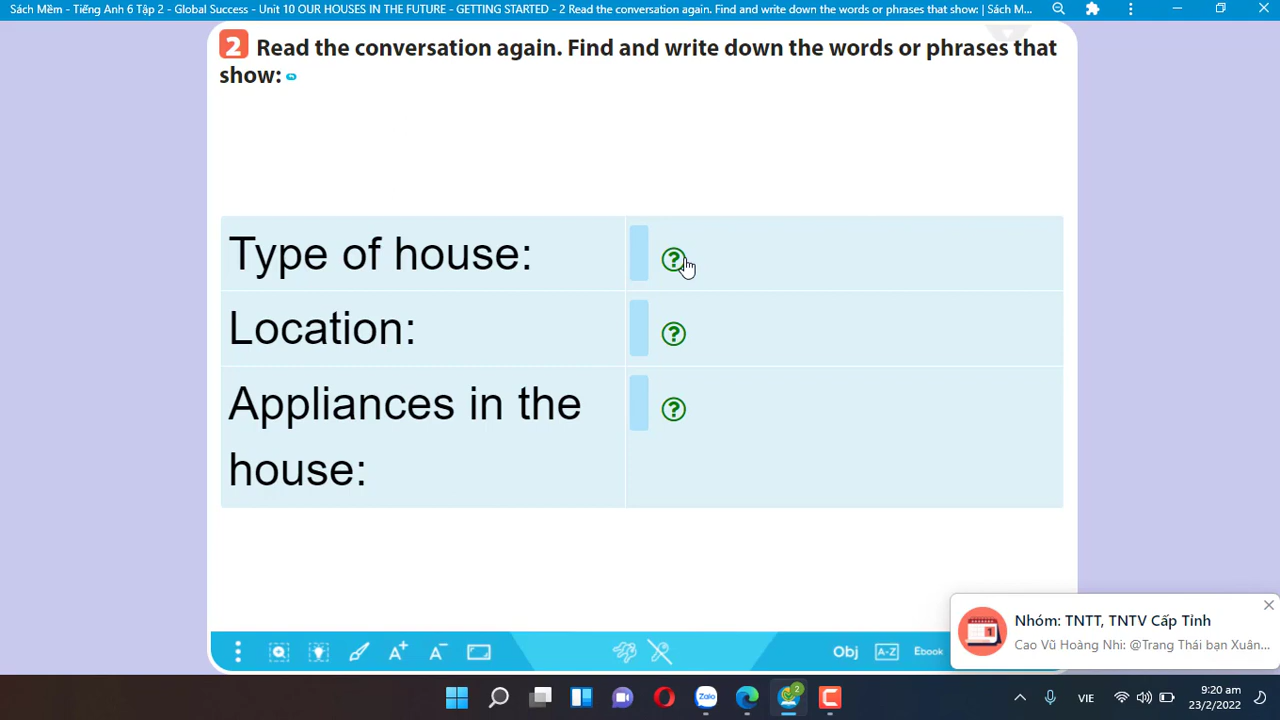 Sách Mềm - Tiếng Anh 6 Tập 2 - Global Success - Unit 10 OUR HOUSES IN THE FUTURE - GETTING STARTED - 2 Read the conversation again. Find and write down the words or phrases that show: | Sách M...
2 Read the conversation again. Find and write down the words or phrases that
show:
Type of house:
?
Location:
?
Appliances in the
house:
?
Nhóm: TNTT, TNTV Cấp Tỉnh
Cao Vũ Hoàng Nhi: @Trang Thái bạn Xuân...
A+ A- Obj A-Z Ebook
Zalo 2 VIE 9:20 am
23/2/2022